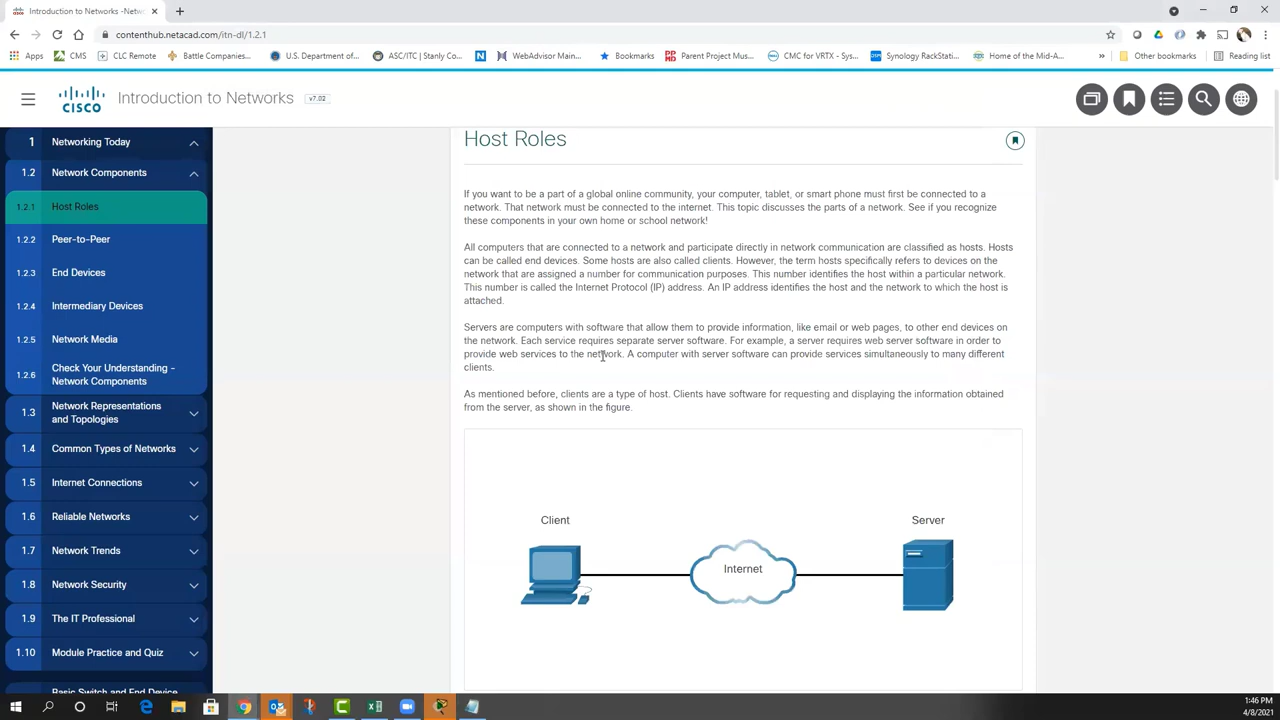 Introduction to Networks -Netw
contenthub.netacad.com/itn-dl/1.2.1
Apps CMS CLC Remote Battle Companies... U.S. Department of... ASC/ITC | Stanly Co... WebAdvisor Main... Bookmarks Parent Project Mus... CMC for VRTX - Sys... Synology RackStati... Home of the Mid-A... » Other bookmarks Reading list
CISCO Introduction to Networks v7.02
1 Networking Today
1.2 Network Components
1.2.1 Host Roles
1.2.2 Peer-to-Peer
1.2.3 End Devices
1.2.4 Intermediary Devices
1.2.5 Network Media
1.2.6 Check Your Understanding -
Network Components
1.3 Network Representations
and Topologies
1.4 Common Types of Networks
1.5 Internet Connections
1.6 Reliable Networks
1.7 Network Trends
1.8 Network Security
1.9 The IT Professional
1.10 Module Practice and Quiz
Basic Switch and End Device
Host Roles
If you want to be a part of a global online community, your computer, tablet, or smart phone must first be connected to a
network. That network must be connected to the internet. This topic discusses the parts of a network. See if you recognize
these components in your own home or school network!
All computers that are connected to a network and participate directly in network communication are classified as hosts. Hosts
can be called end devices. Some hosts are also called clients. However, the term hosts specifically refers to devices on the
network that are assigned a number for communication purposes. This number identifies the host within a particular network.
This number is called the Internet Protocol (IP) address. An IP address identifies the host and the network to which the host is
attached.
Servers are computers with software that allow them to provide information, like email or web pages, to other end devices on
the network. Each service requires separate server software. For example, a server requires web server software in order to
provide web services to the network. A computer with server software can provide services simultaneously to many different
clients.
As mentioned before, clients are a type of host. Clients have software for requesting and displaying the information obtained
from the server, as shown in the figure.
Client
Server
Internet
1:46 PM
4/8/2021